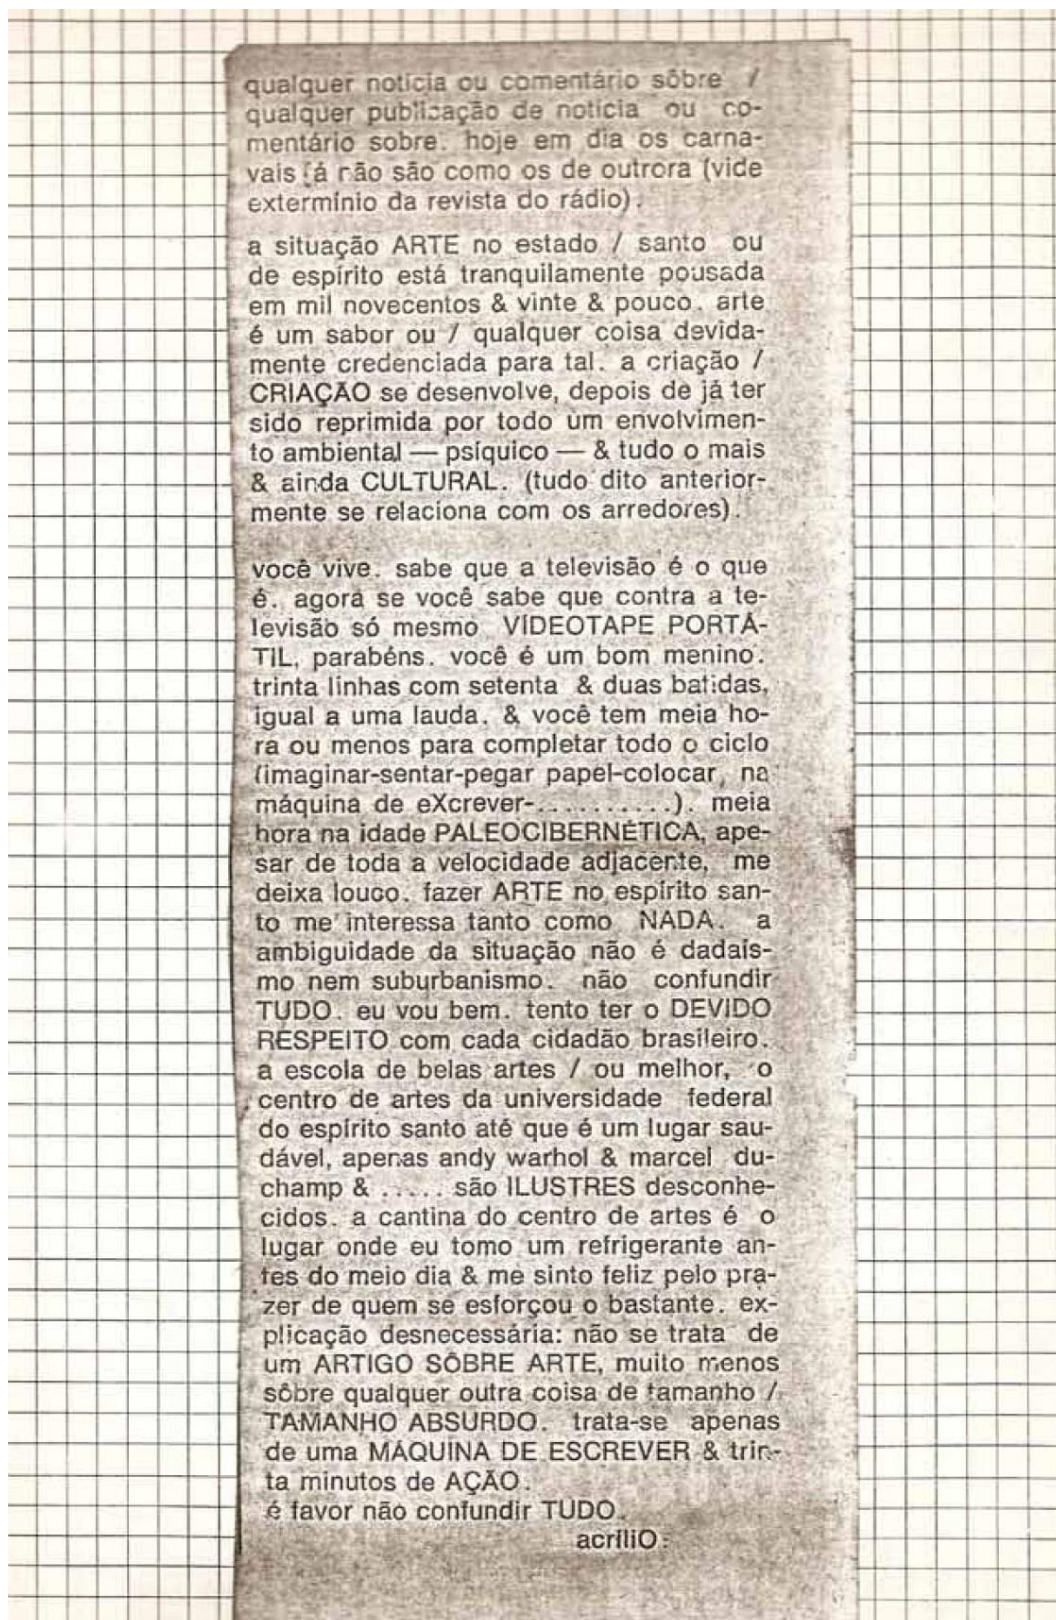 qualquer notícia ou comentário sôbre /
qualquer publicação de notícia ou co-
mentário sobre. hoje em dia os carna-
vais já não são como os de outrora (vide
extermínio da revista do rádio).
a situação ARTE no estado / santo ou
de espírito está tranquilamente pousada
em mil novecentos & vinte & pouco. arte
é um sabor ou / qualquer coisa devida-
mente credenciada para tal. a criação /
CRIAÇÃO se desenvolve, depois de já ter
sido reprimida por todo um envolvimen-
to ambiental — psíquico — & tudo o mais
& ainda CULTURAL. (tudo dito anterior-
mente se relaciona com os arredores).
você vive. sabe que a televisão é o que
é. agora se você sabe que contra a te-
levisão só mesmo VIDEOTAPE PORTÁ-
TIL, parabéns. você é um bom menino.
trinta linhas com setenta & duas batidas,
igual a uma lauda. & você tem meia ho-
ra ou menos para completar todo o ciclo
(imaginar-sentar-pegar papel-colocar na
máquina de eXcrever-..........). meia
hora na idade PALEOCIBERNÉTICA, ape-
sar de toda a velocidade adjacente, me
deixa louco. fazer ARTE no espírito san-
to me interessa tanto como NADA. a
ambiguidade da situação não é dadaís-
mo nem suburbanismo. não confundir
TUDO. eu vou bem. tento ter o DEVIDO
RESPEITO com cada cidadão brasileiro.
a escola de belas artes / ou melhor, o
centro de artes da universidade federal
do espírito santo até que é um lugar sau-
dável, apenas andy warhol & marcel du-
champ & ..... são ILUSTRES desconhe-
cidos. a cantina do centro de artes é o
lugar onde eu tomo um refrigerante an-
tes do meio dia & me sinto feliz pelo pra-
zer de quem se esforçou o bastante. ex-
plicação desnecessária: não se trata de
um ARTIGO SÔBRE ARTE, muito menos
sôbre qualquer outra coisa de tamanho /
TAMANHO ABSURDO. trata-se apenas
de uma MÁQUINA DE ESCREVER & trin-
ta minutos de AÇÃO.
é favor não confundir TUDO.
acríliO: